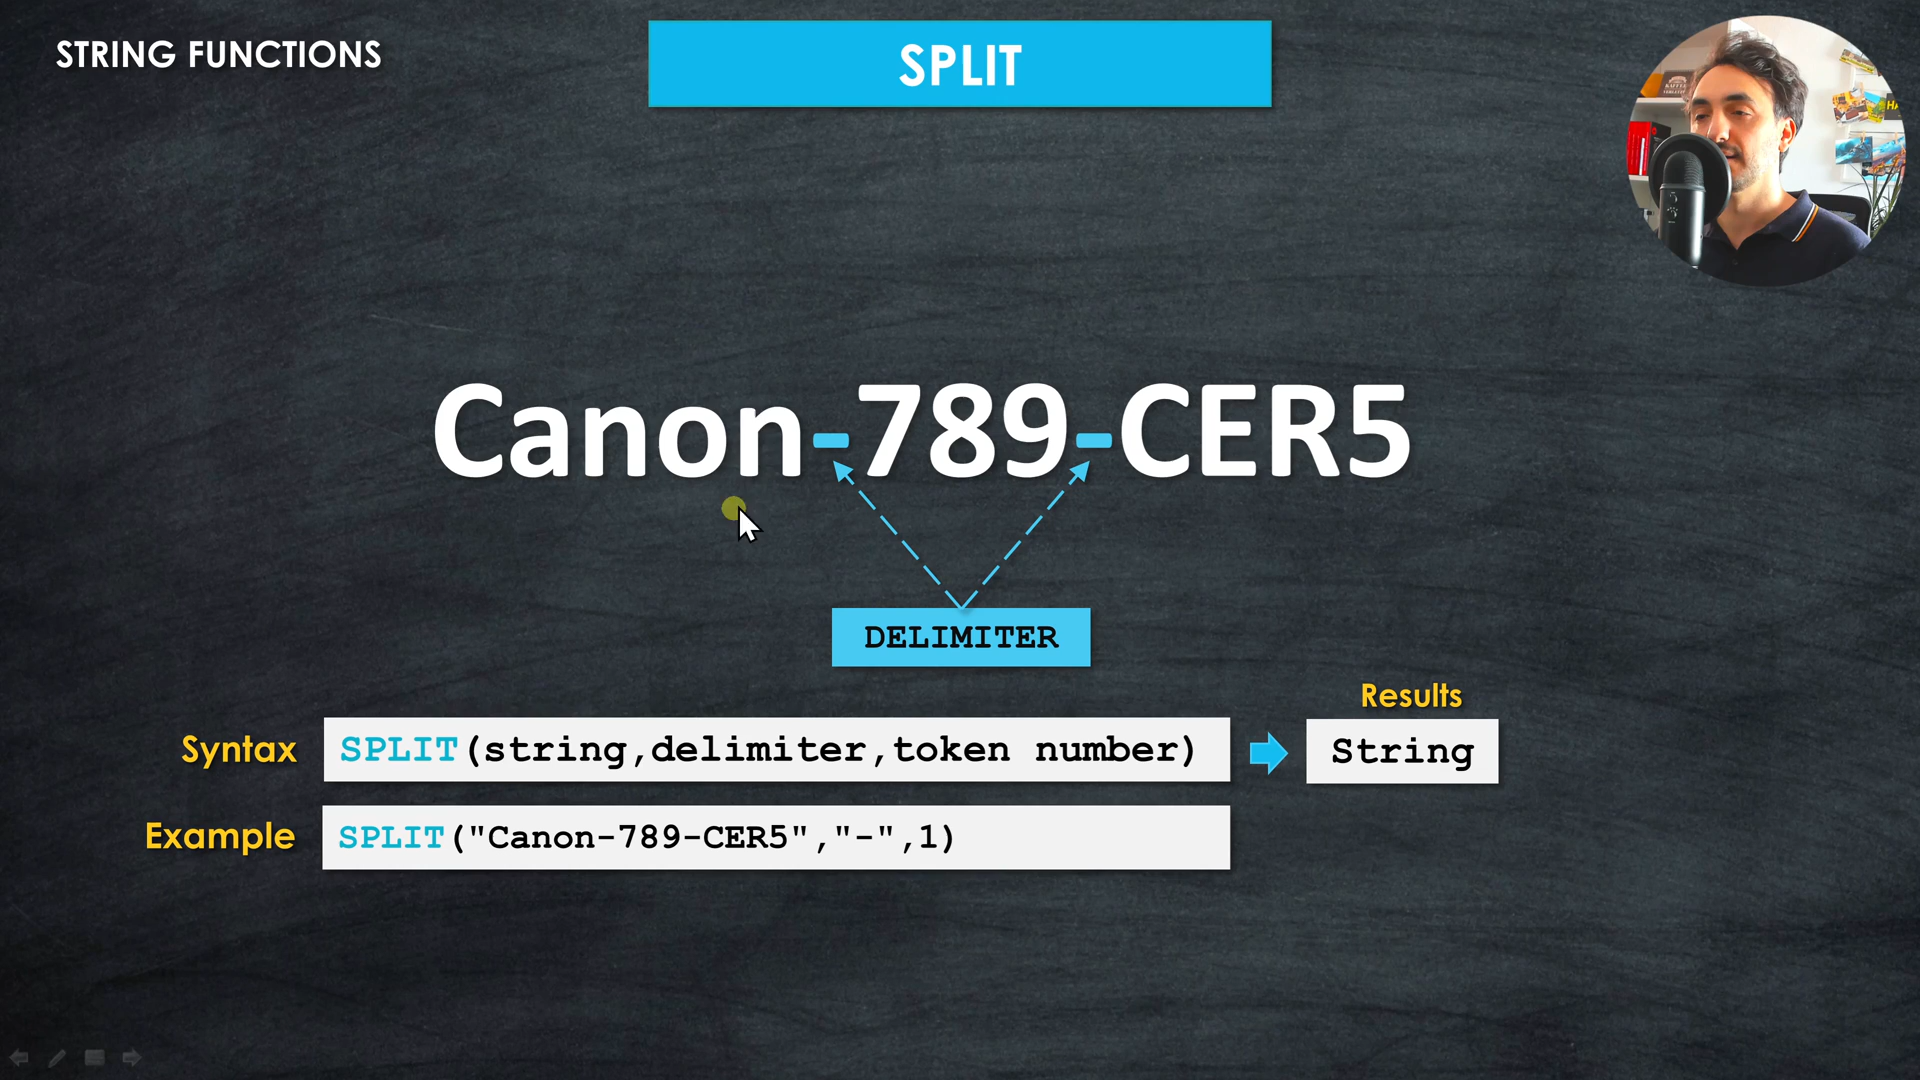 STRING FUNCTIONS
SPLIT
Canon-789-CER5
DELIMITER
Results
Syntax
SPLIT(string,delimiter,token number)
String
Example
SPLIT("Canon-789-CER5","-",1)